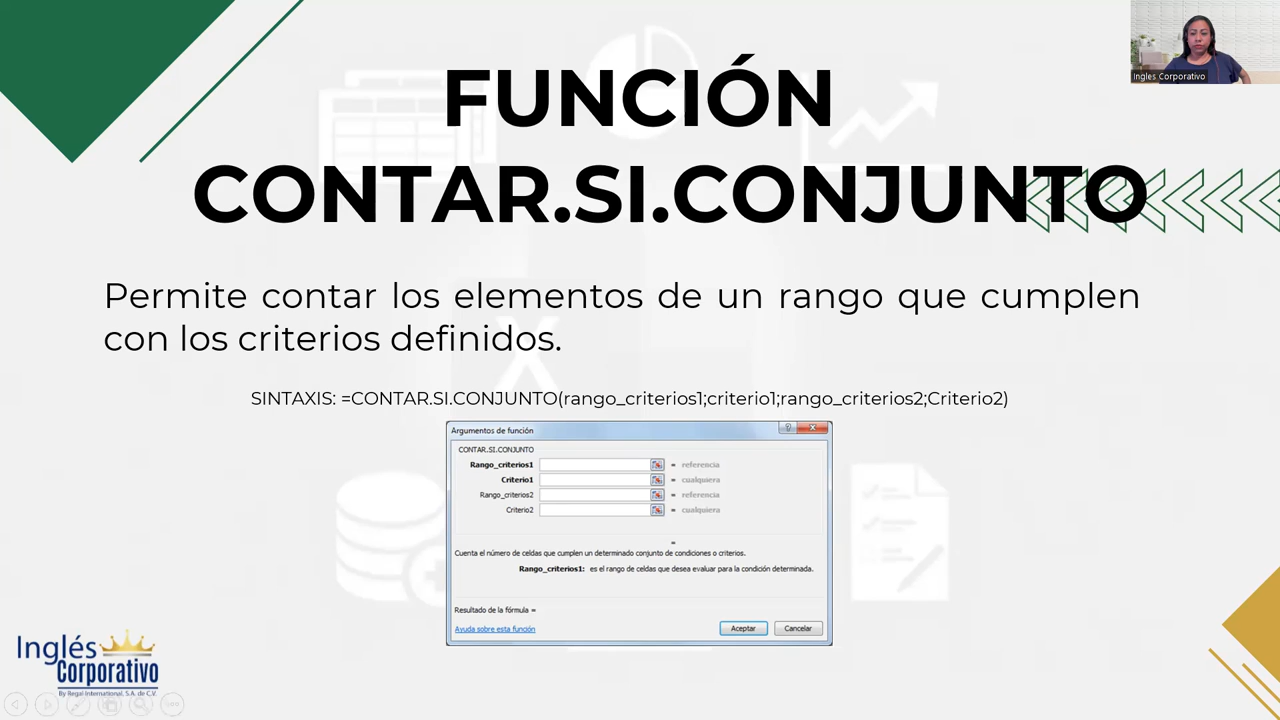 Ingles Corporativo
FUNCIÓN
CONTAR.SI.CONJUNTO
Permite contar los elementos de un rango que cumplen
con los criterios definidos.
SINTAXIS: =CONTAR.SI.CONJUNTO(rango_criterios1;criterio1;rango_criterios2;Criterio2)
Argumentos de función
CONTAR.SI.CONJUNTO
Rango_criterios1 = referencia
Criterio1 = cualquiera
Rango_criterios2 = referencia
Criterio2 = cualquiera
=
Cuenta el número de celdas que cumplen un determinado conjunto de condiciones o criterios.
Rango_criterios1: es el rango de celdas que desea evaluar para la condición determinada.
Resultado de la fórmula =
Ayuda sobre esta función Aceptar Cancelar
Inglés
Corporativo
By Regal International, S.A. de C.V.